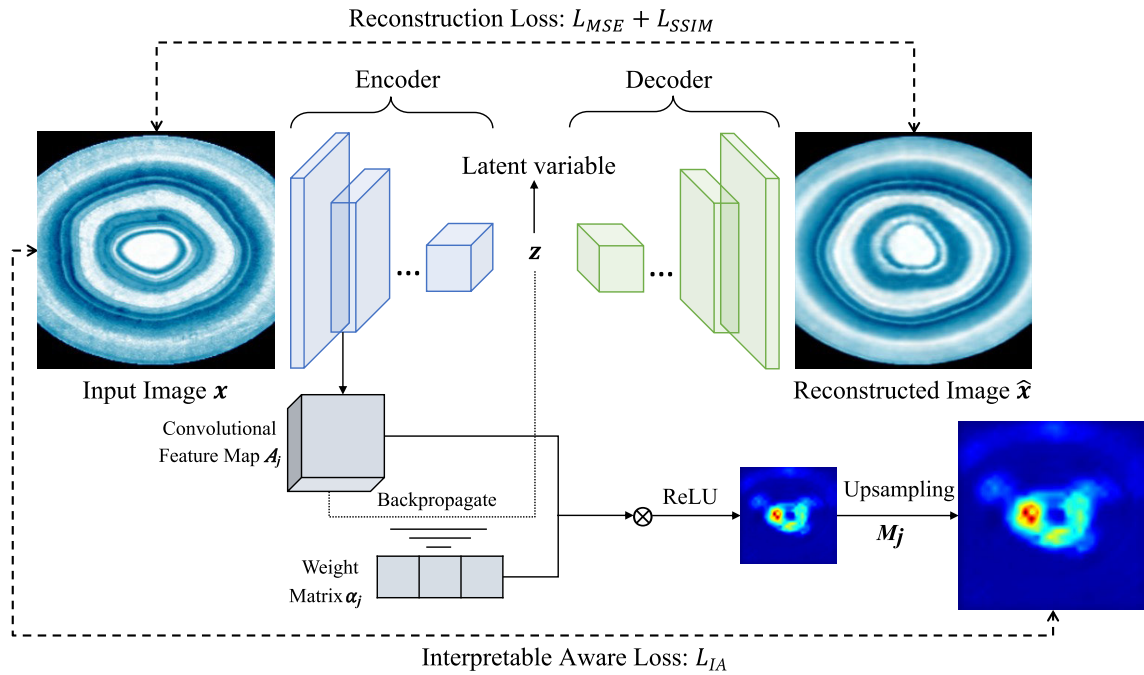 Reconstruction Loss: L_MSE + L_SSIM
Encoder
Decoder
Latent variable
z
...
...
Input Image x
Reconstructed Image x̂
Convolutional
Feature Map A_j
Backpropagate
ReLU
Upsampling
M_j
Weight
Matrix α_j
Interpretable Aware Loss: L_IA